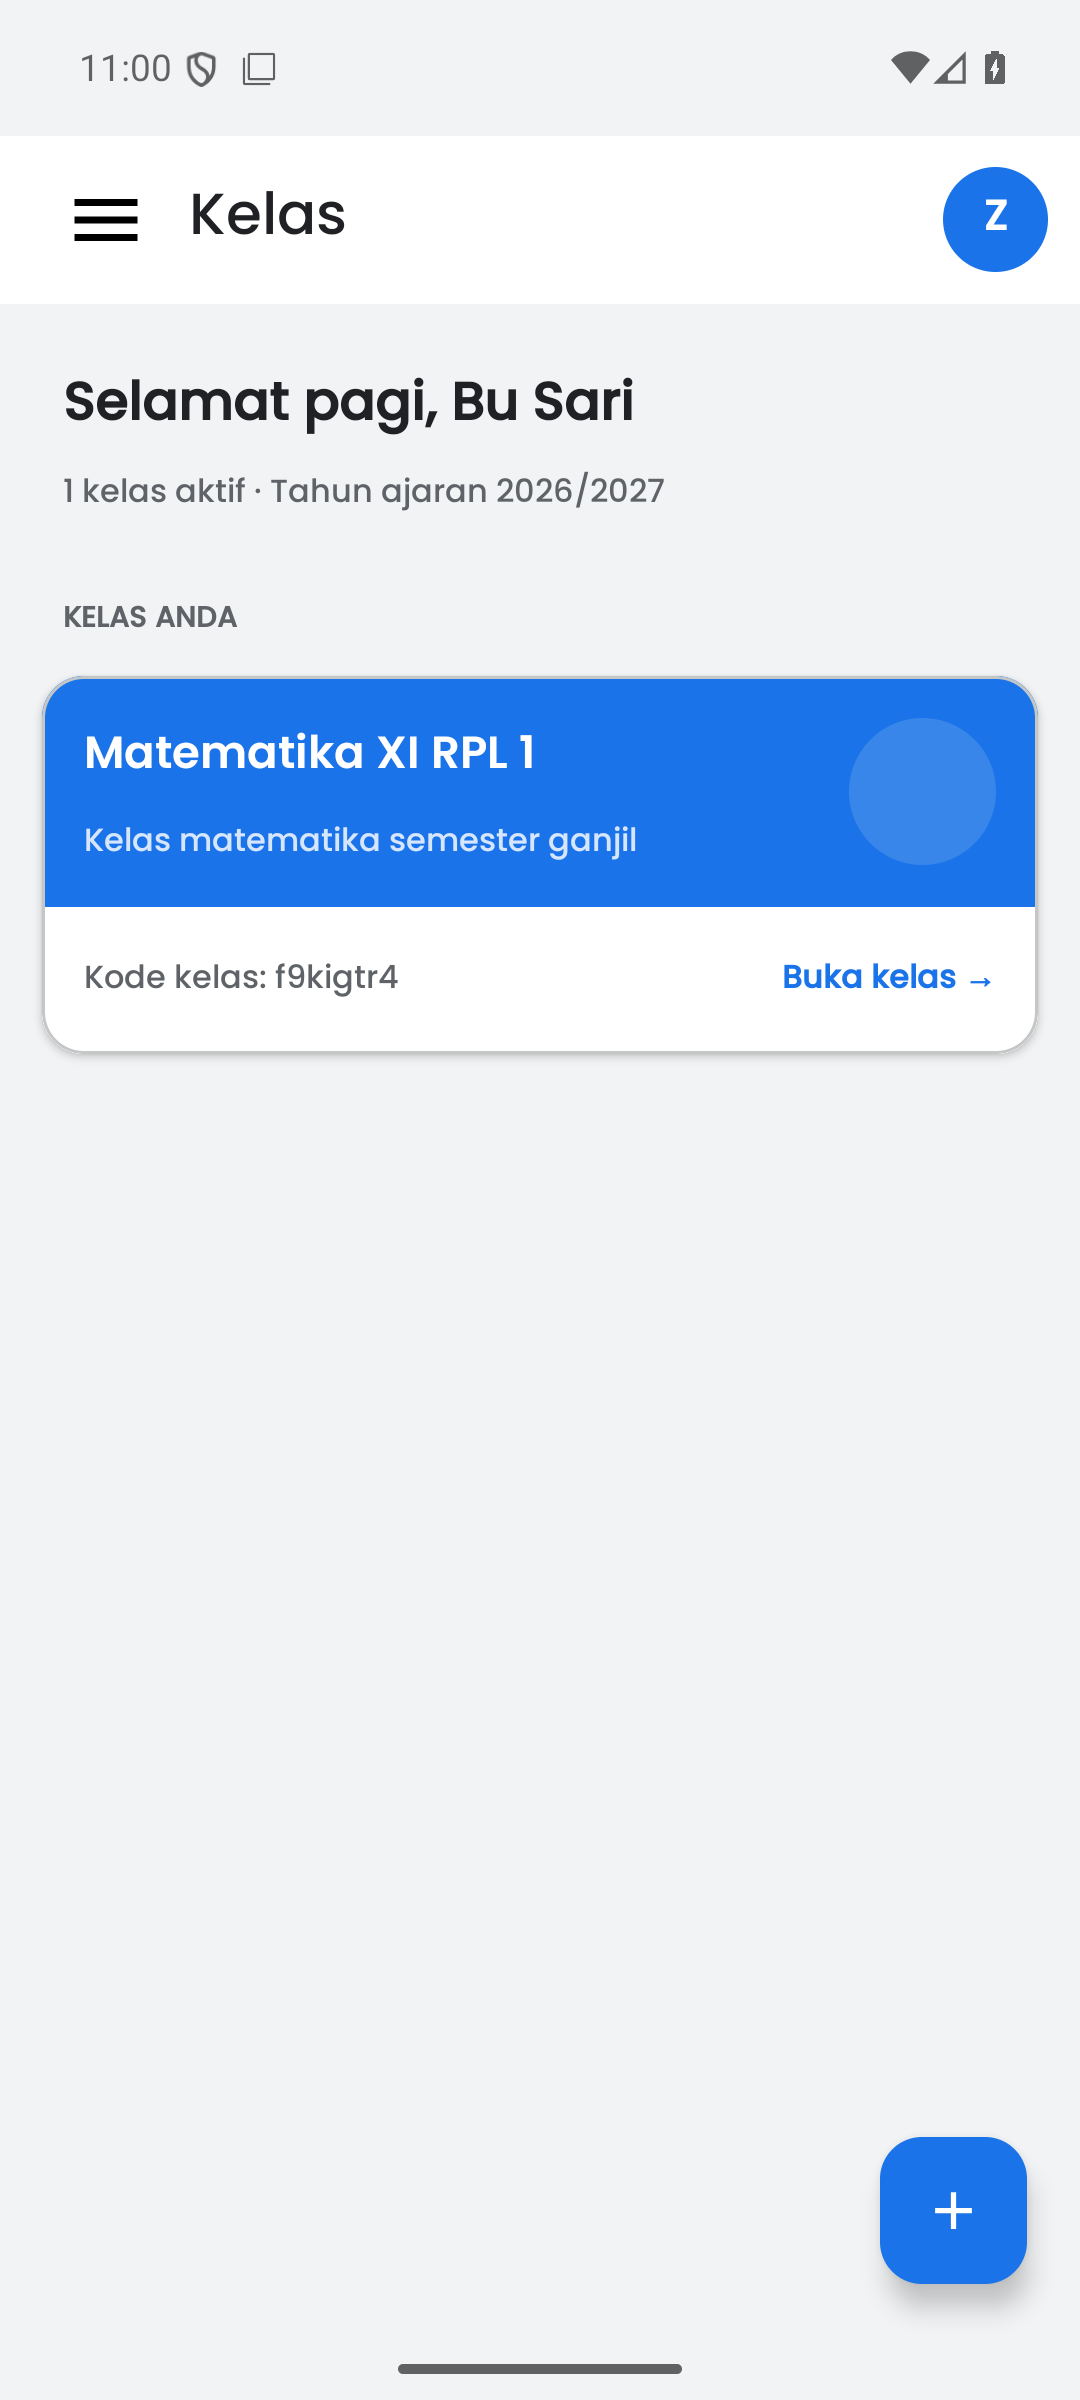 11:00
Kelas
Z
Selamat pagi, Bu Sari
1 kelas aktif · Tahun ajaran 2026/2027
KELAS ANDA
Matematika XI RPL 1
Kelas matematika semester ganjil
Kode kelas: f9kigtr4
Buka kelas →
+